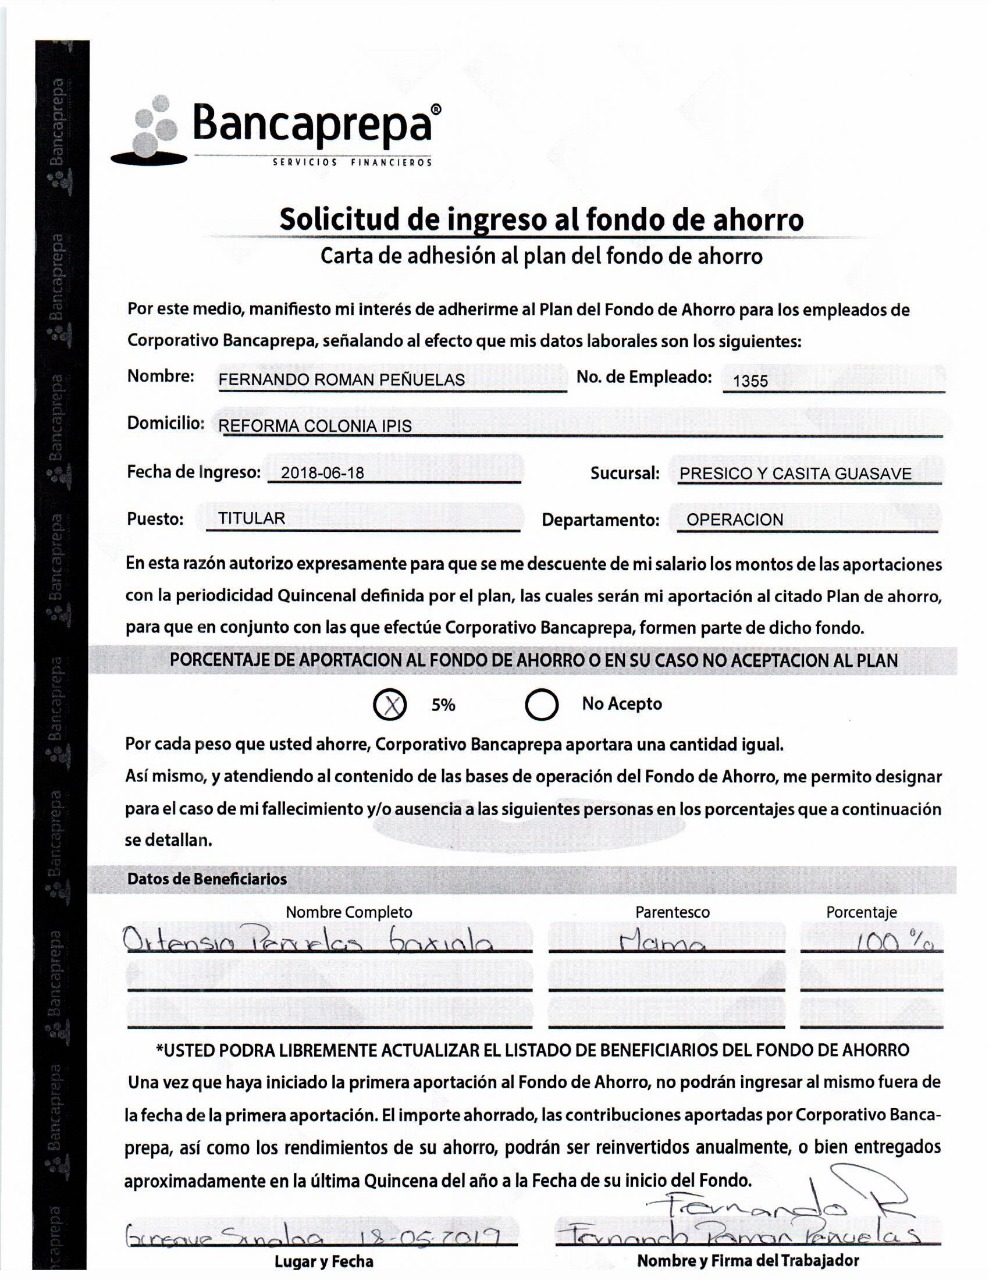 Bancaprepa®
SERVICIOS FINANCIEROS
Solicitud de ingreso al fondo de ahorro
Carta de adhesión al plan del fondo de ahorro
Por este medio, manifiesto mi interés de adherirme al Plan del Fondo de Ahorro para los empleados de
Corporativo Bancaprepa, señalando al efecto que mis datos laborales son los siguientes:
Nombre: FERNANDO ROMAN PEÑUELAS No. de Empleado: 1355
Domicilio: REFORMA COLONIA IPIS
Fecha de Ingreso: 2018-06-18 Sucursal: PRESICO Y CASITA GUASAVE
Puesto: TITULAR Departamento: OPERACION
En esta razón autorizo expresamente para que se me descuente de mi salario los montos de las aportaciones
con la periodicidad Quincenal definida por el plan, las cuales serán mi aportación al citado Plan de ahorro,
para que en conjunto con las que efectúe Corporativo Bancaprepa, formen parte de dicho fondo.
PORCENTAJE DE APORTACION AL FONDO DE AHORRO O EN SU CASO NO ACEPTACION AL PLAN
X 5% No Acepto
Por cada peso que usted ahorre, Corporativo Bancaprepa aportara una cantidad igual.
Así mismo, y atendiendo al contenido de las bases de operación del Fondo de Ahorro, me permito designar
para el caso de mi fallecimiento y/o ausencia a las siguientes personas en los porcentajes que a continuación
se detallan.
Datos de Beneficiarios
Nombre Completo Parentesco Porcentaje
Ortensia Peñuelas Gaxiola Mama 100 %
*USTED PODRA LIBREMENTE ACTUALIZAR EL LISTADO DE BENEFICIARIOS DEL FONDO DE AHORRO
Una vez que haya iniciado la primera aportación al Fondo de Ahorro, no podrán ingresar al mismo fuera de
la fecha de la primera aportación. El importe ahorrado, las contribuciones aportadas por Corporativo Banca-
prepa, así como los rendimientos de su ahorro, podrán ser reinvertidos anualmente, o bien entregados
aproximadamente en la última Quincena del año a la Fecha de su inicio del Fondo.
Fernando R
Guasave Sinaloa 18-06-2019 Fernando Roman Peñuelas
Lugar y Fecha Nombre y Firma del Trabajador
Bancaprepa
Bancaprepa
Bancaprepa
Bancaprepa
Bancaprepa
Bancaprepa
Bancaprepa
Bancaprepa
ancaprepa